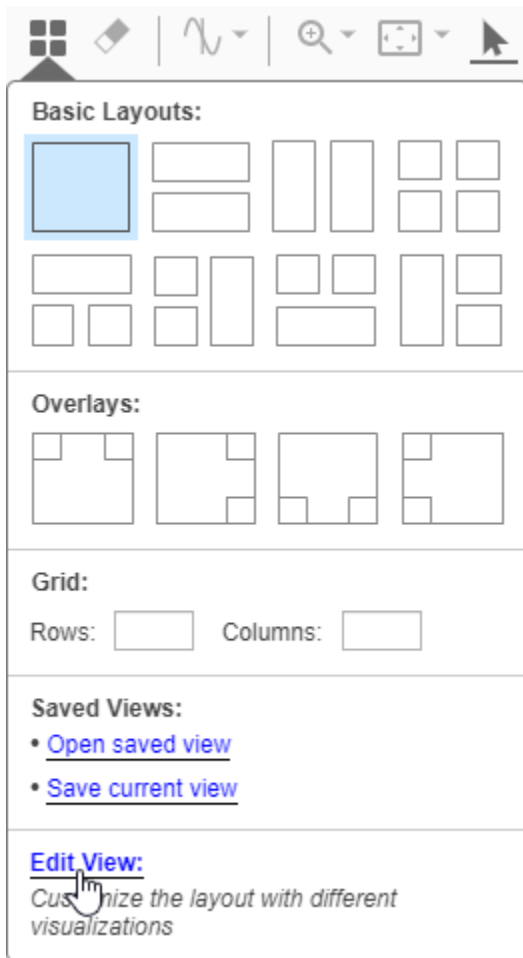 Basic Layouts:
Overlays:
Grid:
Rows: Columns:
Saved Views:
• Open saved view
• Save current view
Edit View:
Customize the layout with different
visualizations